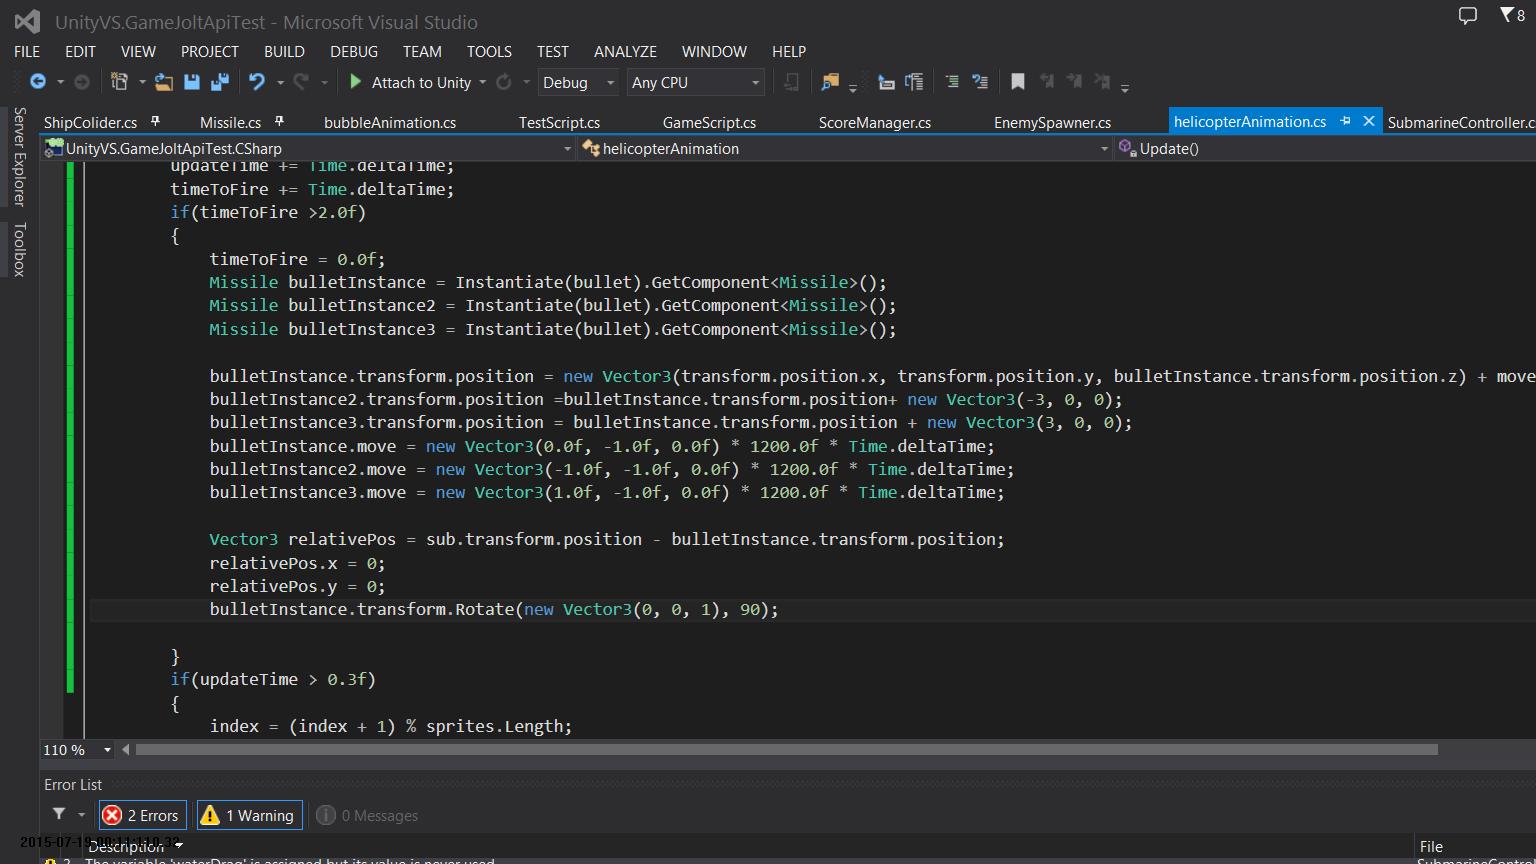 UnityVS.GameJoltApiTest - Microsoft Visual Studio
8
FILE EDIT VIEW PROJECT BUILD DEBUG TEAM TOOLS TEST ANALYZE WINDOW HELP
Attach to Unity Debug Any CPU
Server Explorer
Toolbox
ShipColider.cs Missile.cs bubbleAnimation.cs TestScript.cs GameScript.cs ScoreManager.cs EnemySpawner.cs helicopterAnimation.cs SubmarineController.cs
UnityVS.GameJoltApiTest.CSharp helicopterAnimation Update()
updateTime += Time.deltaTime;
timeToFire += Time.deltaTime;
if(timeToFire >2.0f)
{
timeToFire = 0.0f;
Missile bulletInstance = Instantiate(bullet).GetComponent<Missile>();
Missile bulletInstance2 = Instantiate(bullet).GetComponent<Missile>();
Missile bulletInstance3 = Instantiate(bullet).GetComponent<Missile>();
bulletInstance.transform.position = new Vector3(transform.position.x, transform.position.y, bulletInstance.transform.position.z) + move
bulletInstance2.transform.position =bulletInstance.transform.position+ new Vector3(-3, 0, 0);
bulletInstance3.transform.position = bulletInstance.transform.position + new Vector3(3, 0, 0);
bulletInstance.move = new Vector3(0.0f, -1.0f, 0.0f) * 1200.0f * Time.deltaTime;
bulletInstance2.move = new Vector3(-1.0f, -1.0f, 0.0f) * 1200.0f * Time.deltaTime;
bulletInstance3.move = new Vector3(1.0f, -1.0f, 0.0f) * 1200.0f * Time.deltaTime;
Vector3 relativePos = sub.transform.position - bulletInstance.transform.position;
relativePos.x = 0;
relativePos.y = 0;
bulletInstance.transform.Rotate(new Vector3(0, 0, 1), 90);
}
if(updateTime > 0.3f)
{
index = (index + 1) % sprites.Length;
110 %
Error List
2 Errors 1 Warning 0 Messages
Description File
The variable 'waterDrag' is assigned but its value is never used